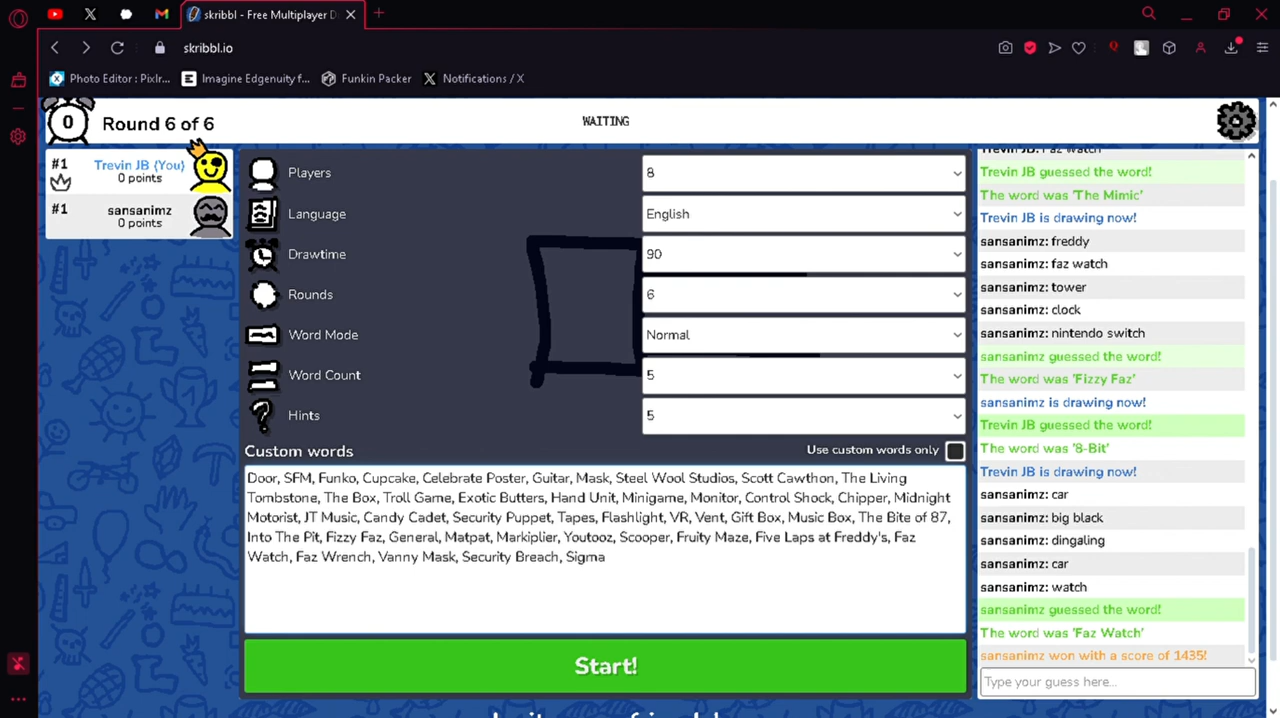 skribbl - Free Multiplayer D
skribbl.io
Photo Editor : Pixlr...
Imagine Edgenuity f...
Funkin Packer
Notifications / X
0
Round 6 of 6
WAITING
#1
Trevin JB (You)
0 points
#1
sansanimz
0 points
Players
8
Language
English
Drawtime
90
Rounds
6
Word Mode
Normal
Word Count
5
Hints
5
Custom words
Use custom words only
Door, SFM, Funko, Cupcake, Celebrate Poster, Guitar, Mask, Steel Wool Studios, Scott Cawthon, The Living
Tombstone, The Box, Troll Game, Exotic Butters, Hand Unit, Minigame, Monitor, Control Shock, Chipper, Midnight
Motorist, JT Music, Candy Cadet, Security Puppet, Tapes, Flashlight, VR, Vent, Gift Box, Music Box, The Bite of 87,
Into The Pit, Fizzy Faz, General, Matpat, Markiplier, Youtooz, Scooper, Fruity Maze, Five Laps at Freddy's, Faz
Watch, Faz Wrench, Vanny Mask, Security Breach, Sigma
Start!
Trevin JB: Faz watch
Trevin JB guessed the word!
The word was 'The Mimic'
Trevin JB is drawing now!
sansanimz: freddy
sansanimz: faz watch
sansanimz: tower
sansanimz: clock
sansanimz: nintendo switch
sansanimz guessed the word!
The word was 'Fizzy Faz'
sansanimz is drawing now!
Trevin JB guessed the word!
The word was '8-Bit'
Trevin JB is drawing now!
sansanimz: car
sansanimz: big black
sansanimz: dingaling
sansanimz: car
sansanimz: watch
sansanimz guessed the word!
The word was 'Faz Watch'
sansanimz won with a score of 1435!
Type your guess here...